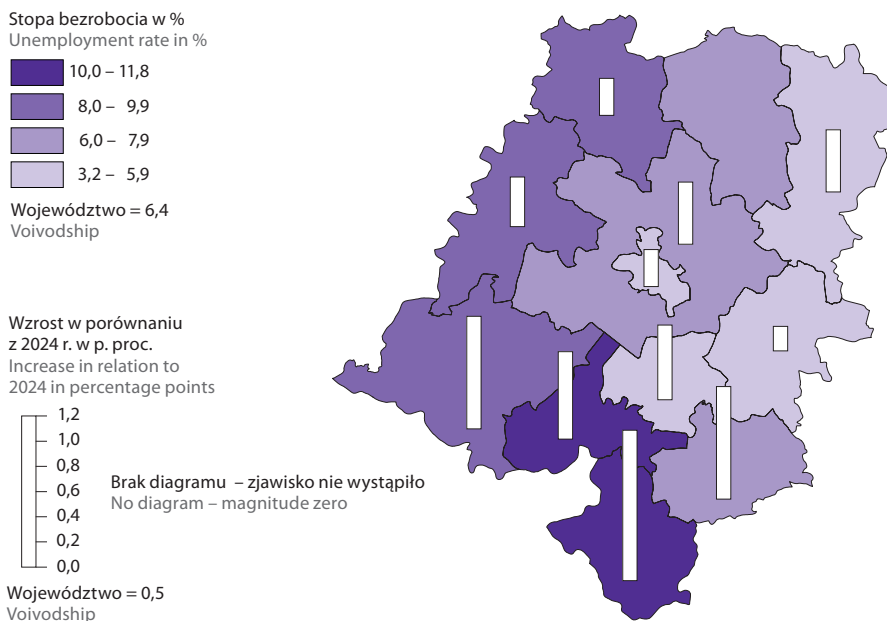 Stopa bezrobocia w %
Unemployment rate in %
10,0 – 11,8
8,0 – 9,9
6,0 – 7,9
3,2 – 5,9
Województwo = 6,4
Voivodship
Wzrost w porównaniu
z 2024 r. w p. proc.
Increase in relation to
2024 in percentage points
1,2
1,0
0,8
0,6
0,4
0,2
0,0
Brak diagramu – zjawisko nie wystąpiło
No diagram – magnitude zero
Województwo = 0,5
Voivodship